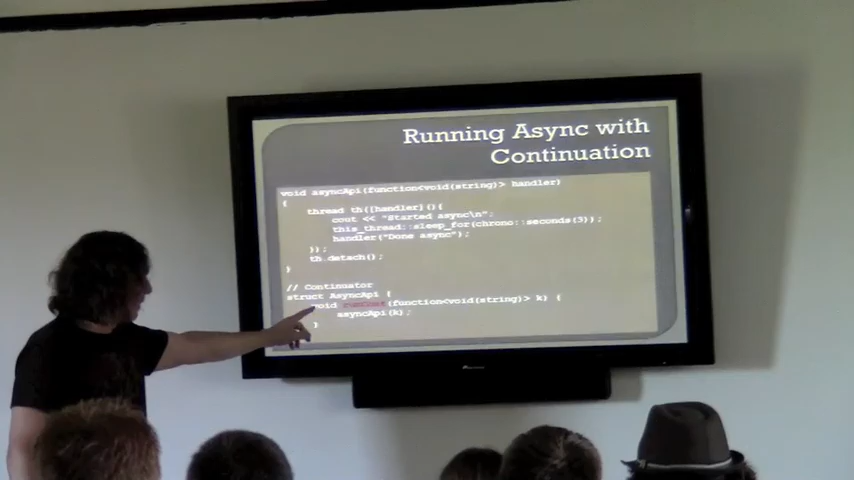 Running Async with
Continuation
void asyncApi(function<void(string)> handler)
{
thread th([handler](){
cout << "Started async\n";
this_thread::sleep_for(chrono::seconds(3));
handler("Done async");
});
th.detach();
}
// Continuator
struct AsyncApi {
void (function<void(string)> k) {
asyncApi(k);
}